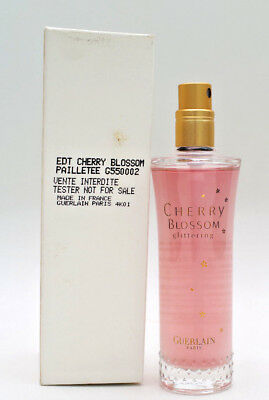 EDT CHERRY BLOSSOM
PAILLETEE G550002
VENTE INTERDITE
TESTER NOT FOR SALE
MADE IN FRANCE
GUERLAIN PARIS 4K01
CHERRY
BLOSSOM
glittering
GUERLAIN
PARIS